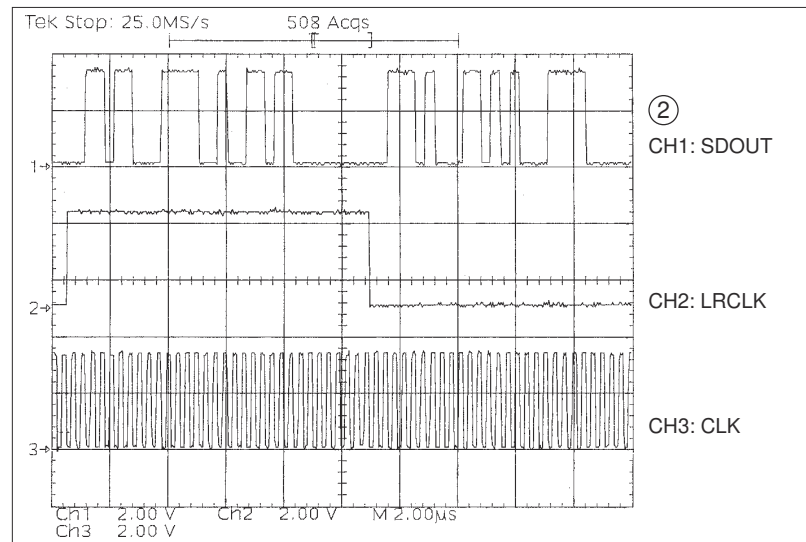 Tek Stop: 25.0MS/s 508 Acqs
②
CH1: SDOUT
1
CH2: LRCLK
2
CH3: CLK
3
Ch1 2.00 V Ch2 2.00 V M 2.00µs
Ch3 2.00 V